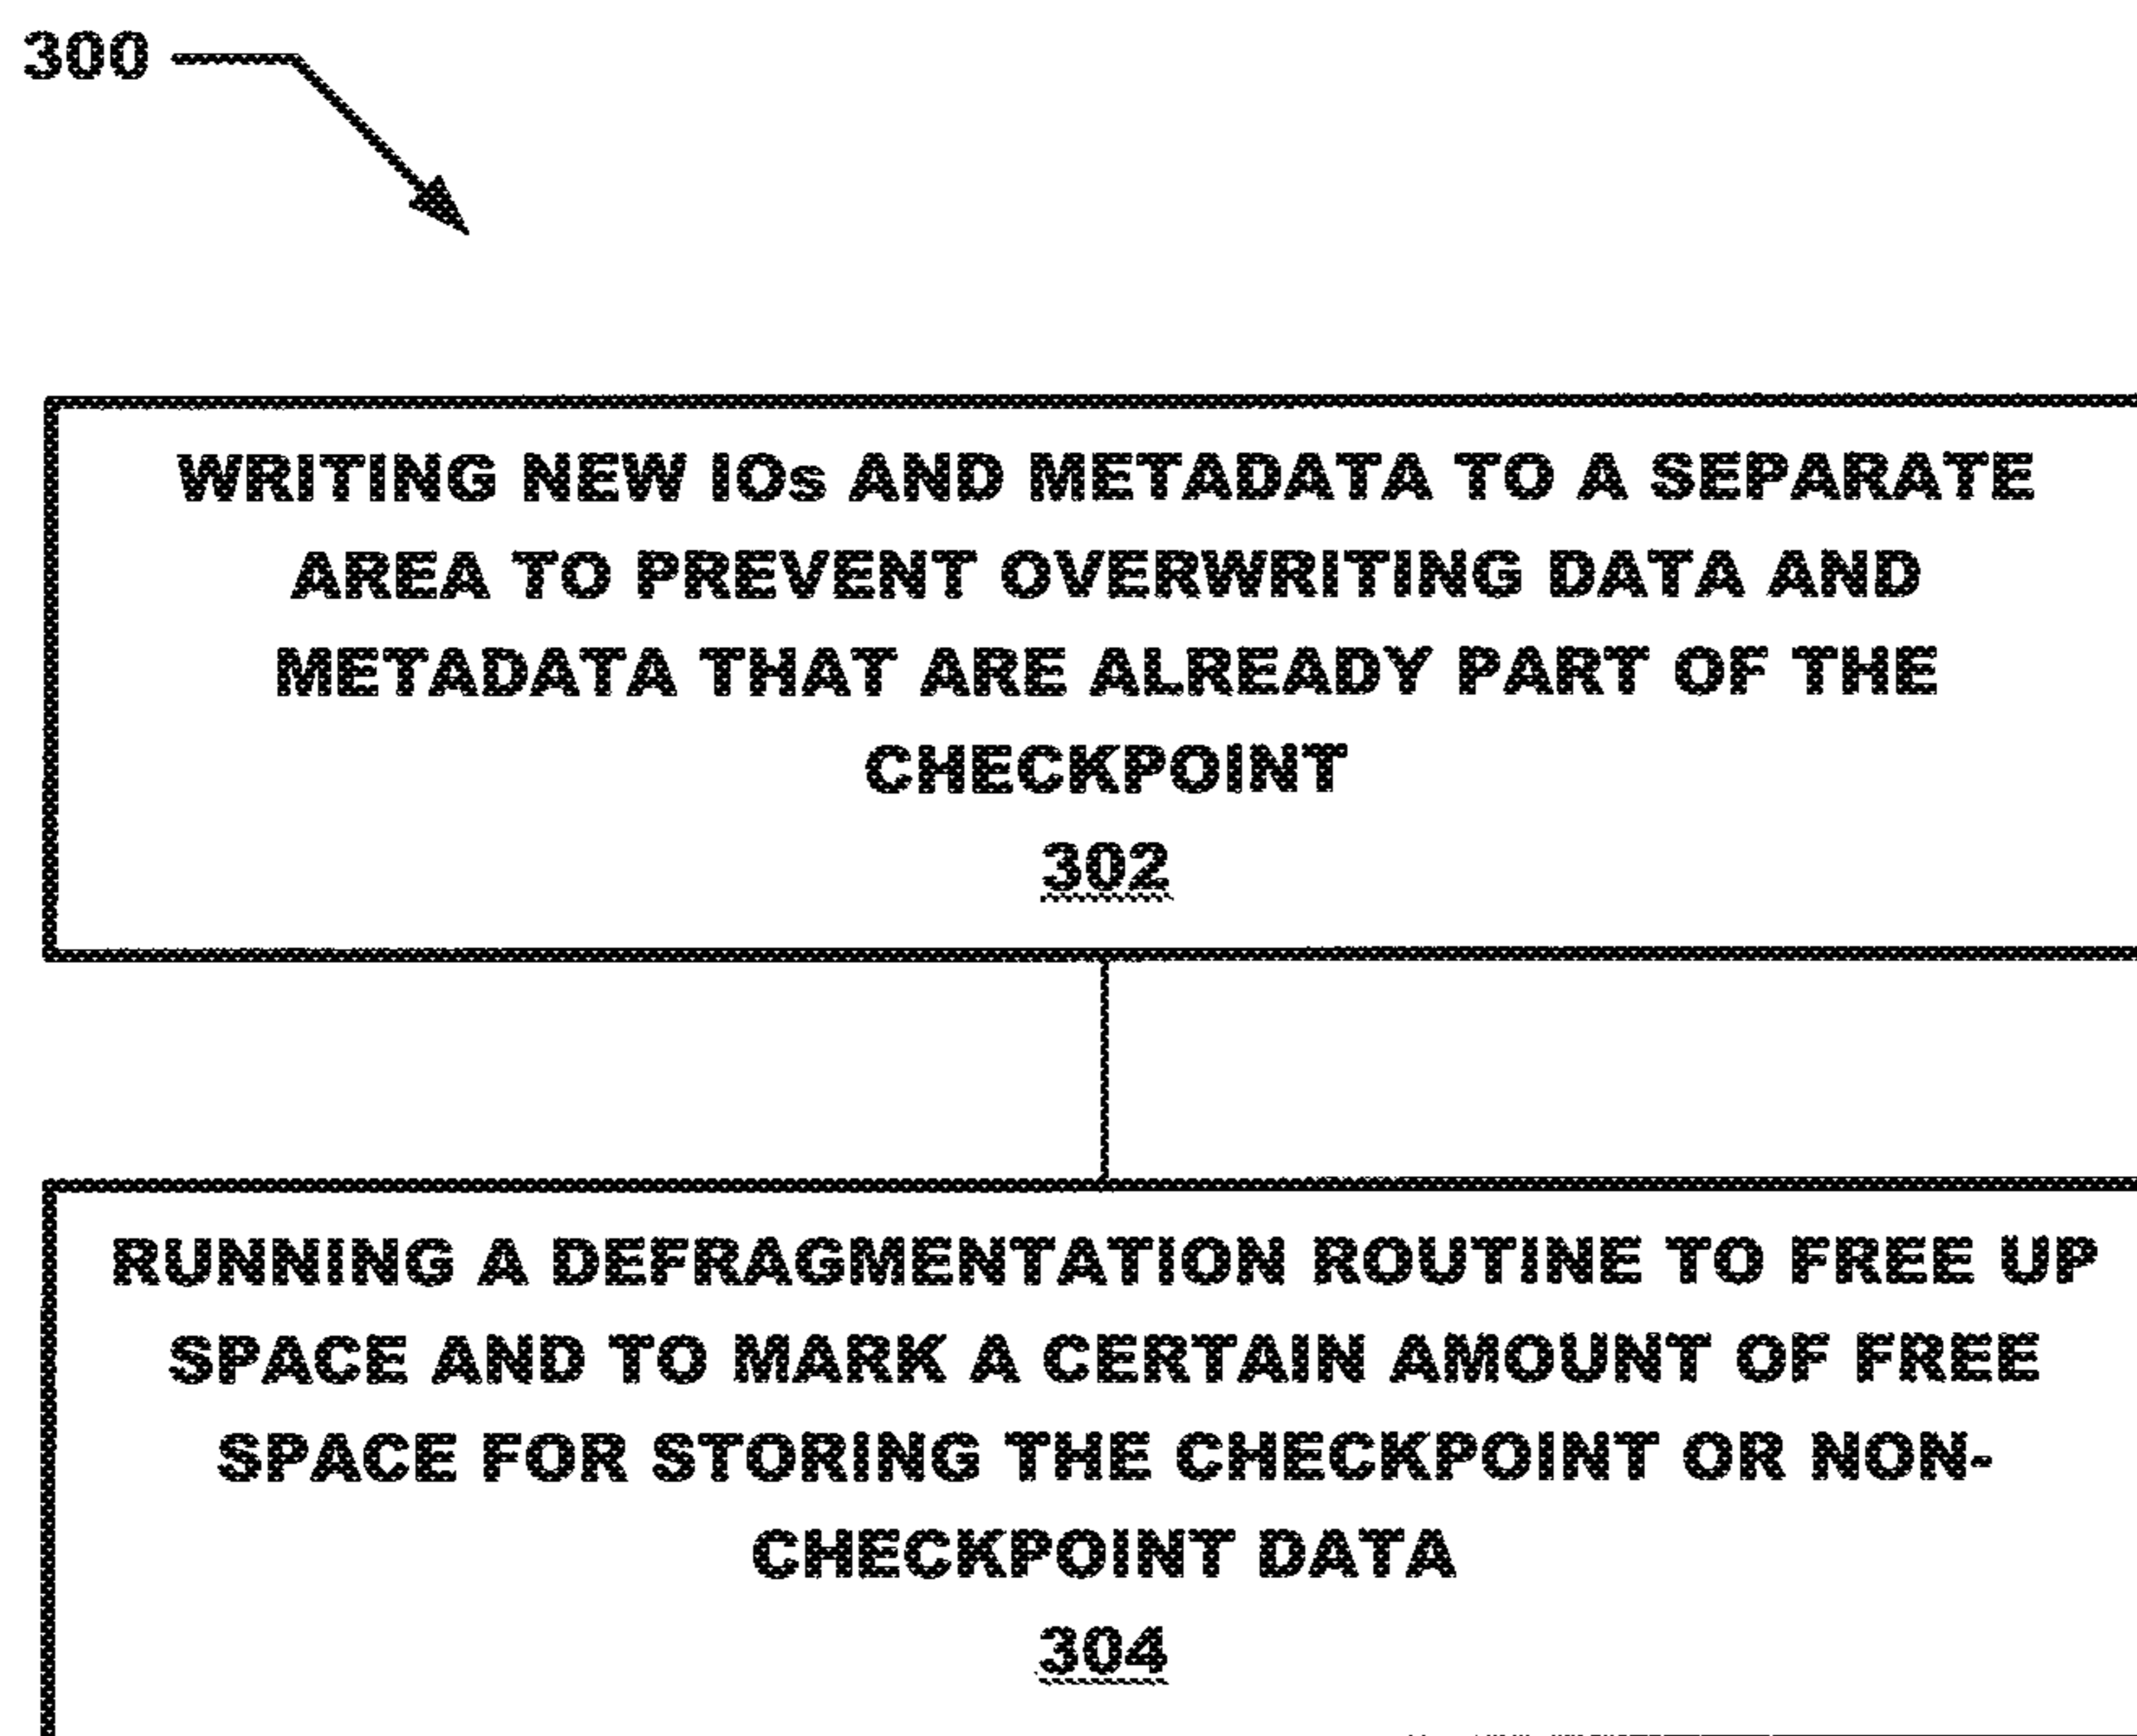 300
WRITING NEW IOs AND METADATA TO A SEPARATE
AREA TO PREVENT OVERWRITING DATA AND
METADATA THAT ARE ALREADY PART OF THE
CHECKPOINT
302
RUNNING A DEFRAGMENTATION ROUTINE TO FREE UP
SPACE AND TO MARK A CERTAIN AMOUNT OF FREE
SPACE FOR STORING THE CHECKPOINT OR NON-
CHECKPOINT DATA
304